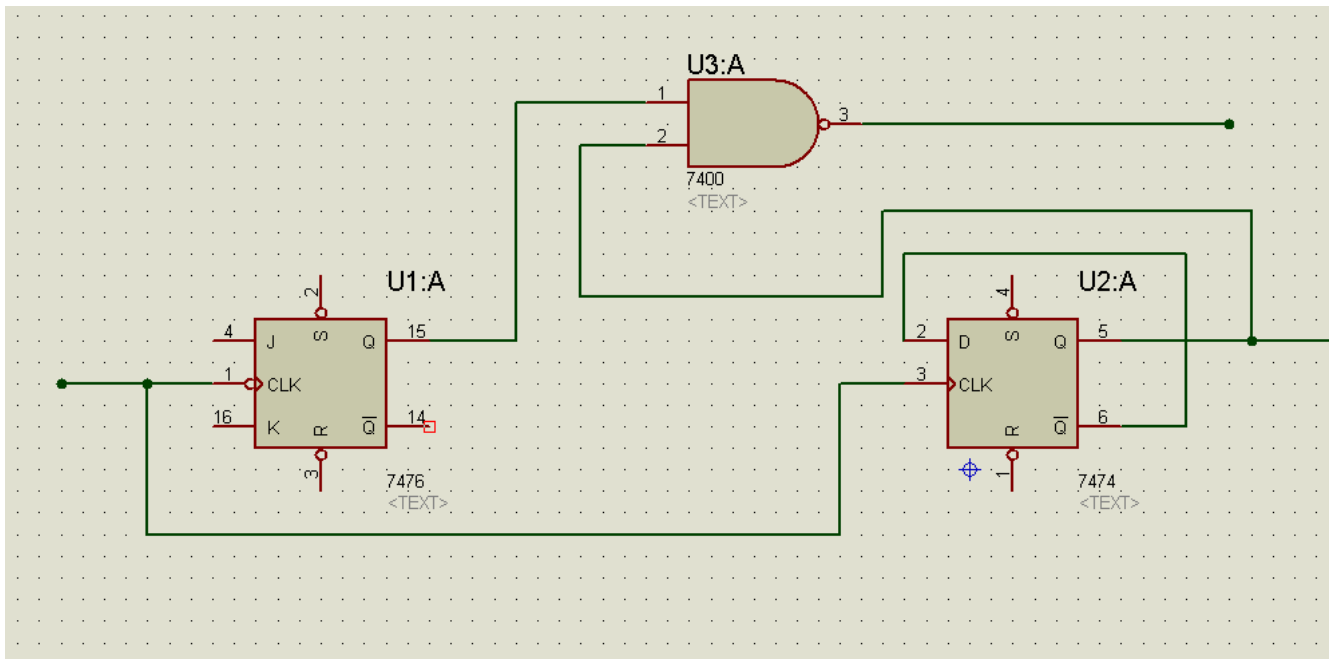 U3:A
1
3
2
7400
<TEXT>
U1:A
U2:A
2
4
4 J S Q 15
2 D S Q 5
1 CLK
3 CLK
16 K R Q̅ 14
R Q̅ 6
3
1
7476
<TEXT>
7474
<TEXT>